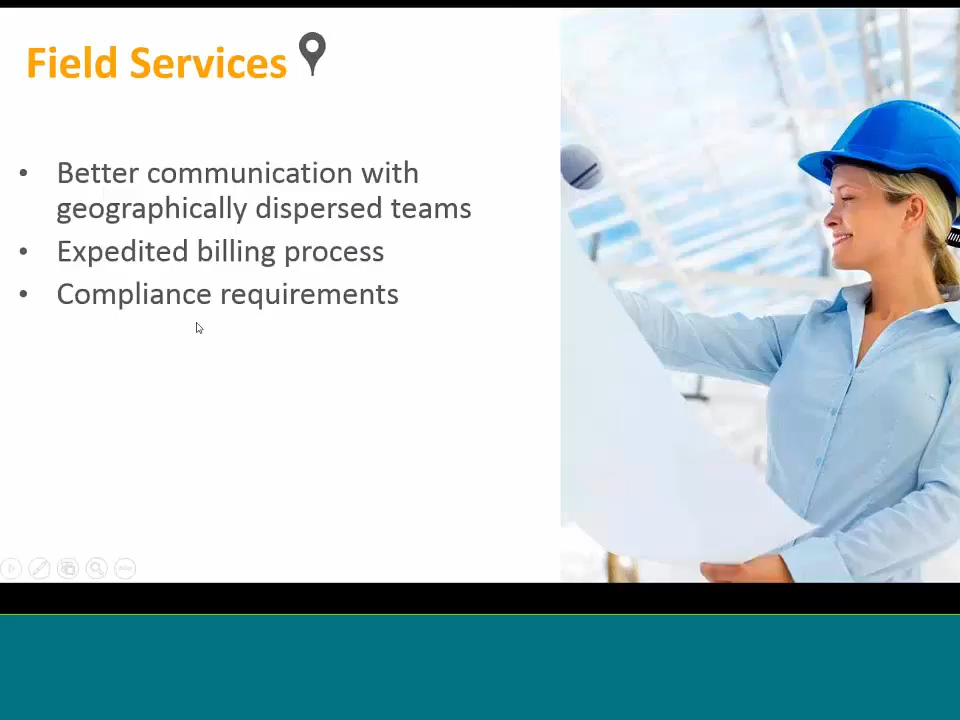 Field Services
• Better communication with
geographically dispersed teams
• Expedited billing process
• Compliance requirements